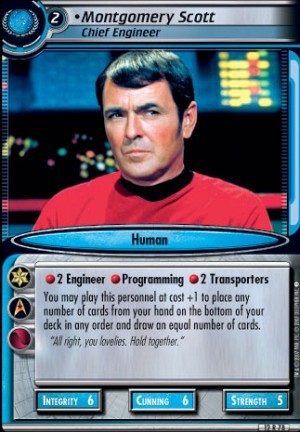 2 •Montgomery Scott
Chief Engineer
Human
• 2 Engineer • Programming • 2 Transporters
You may play this personnel at cost +1 to place any
number of cards from your hand on the bottom of your
deck in any order and draw an equal number of cards.
"All right, you lovelies. Hold together."
INTEGRITY 6 CUNNING 6 STRENGTH 5